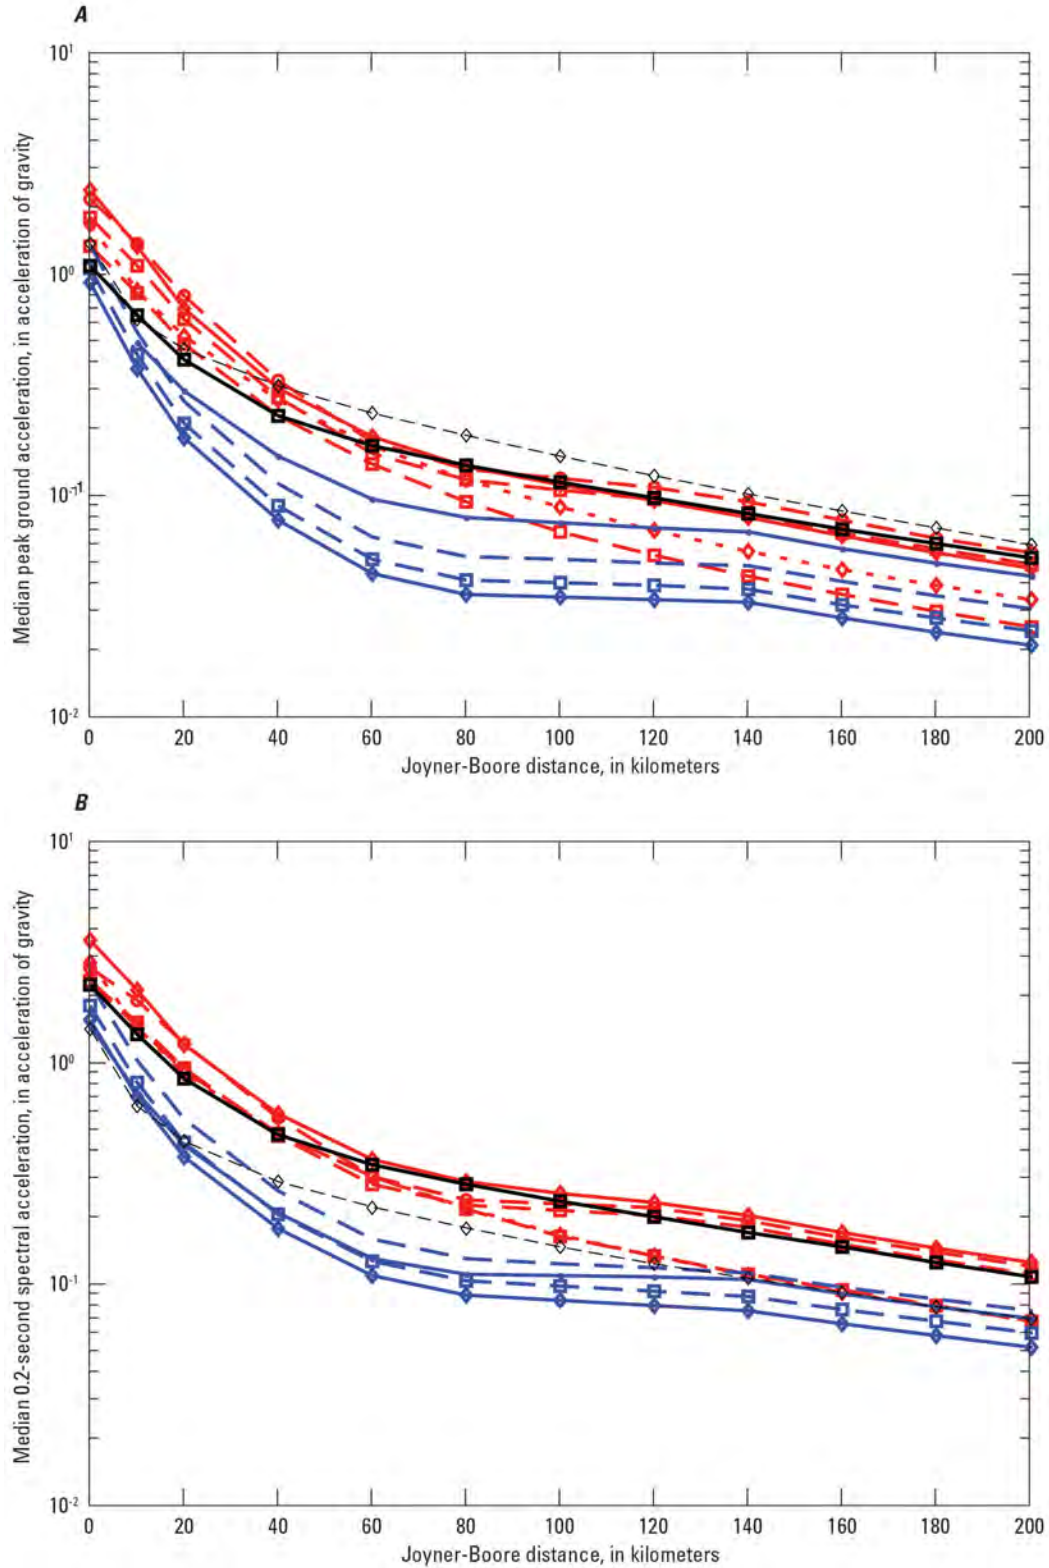 A
10¹
10⁰
10⁻¹
10⁻²
Median peak ground acceleration, in acceleration of gravity
0 20 40 60 80 100 120 140 160 180 200
Joyner-Boore distance, in kilometers
B
10¹
10⁰
10⁻¹
10⁻²
Median 0.2-second spectral acceleration, in acceleration of gravity
0 20 40 60 80 100 120 140 160 180 200
Joyner-Boore distance, in kilometers